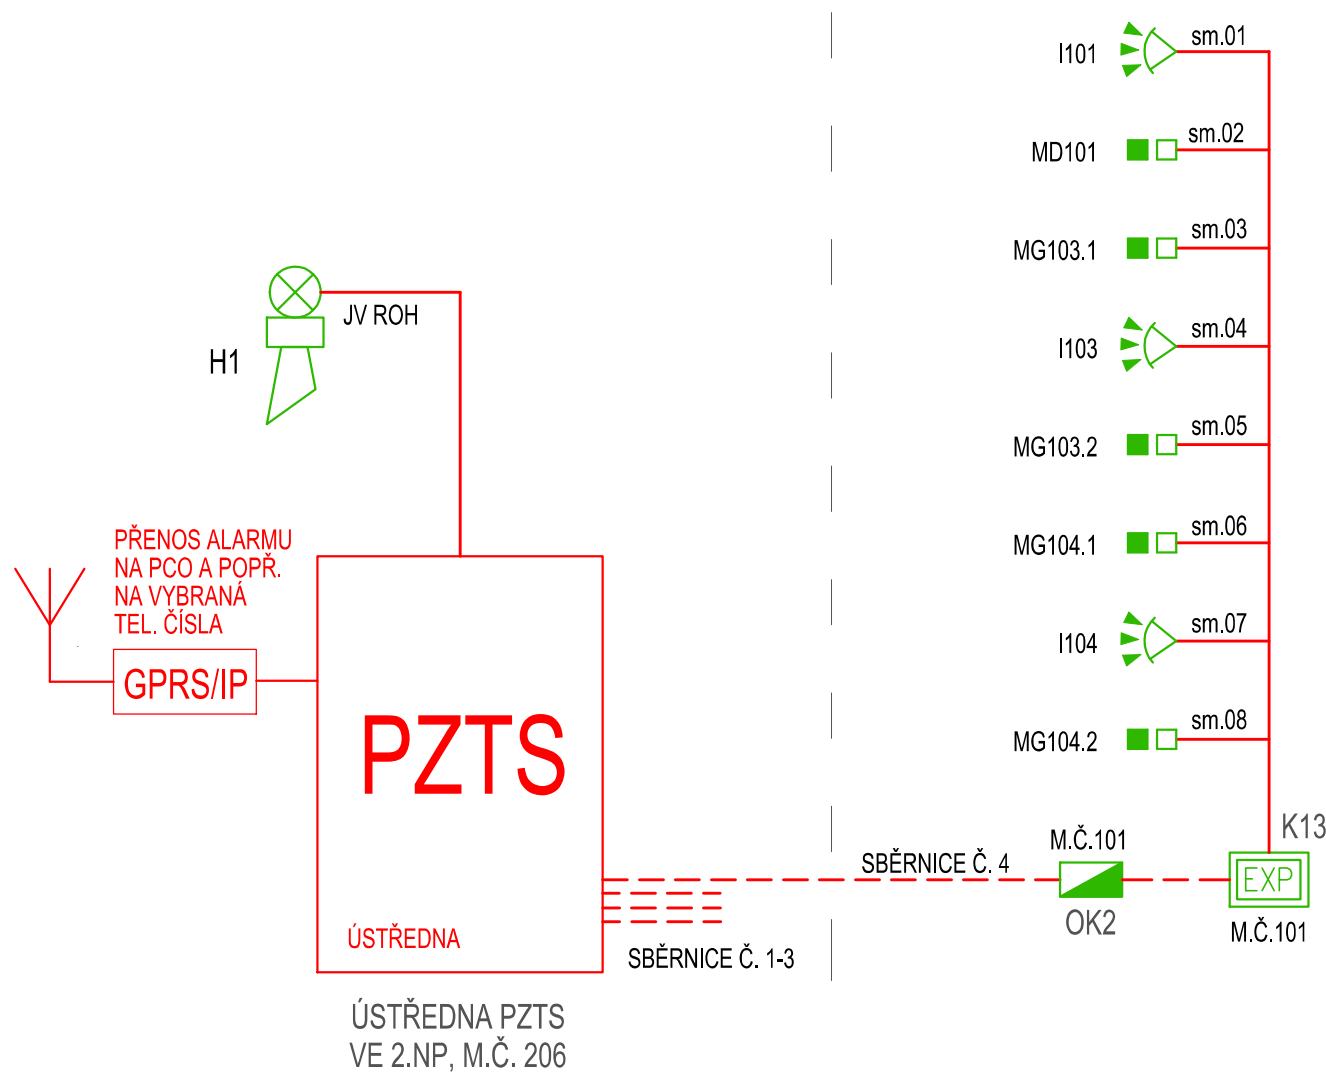 I101
sm.01
MD101
sm.02
MG103.1
sm.03
I103
sm.04
MG103.2
sm.05
MG104.1
sm.06
I104
sm.07
MG104.2
sm.08
H1
JV ROH
PŘENOS ALARMU
NA PCO A POPŘ.
NA VYBRANÁ
TEL. ČÍSLA
GPRS/IP
PZTS
ÚSTŘEDNA
ÚSTŘEDNA PZTS
VE 2.NP, M.Č. 206
SBĚRNICE Č. 1-3
SBĚRNICE Č. 4
M.Č.101
OK2
K13
EXP
M.Č.101